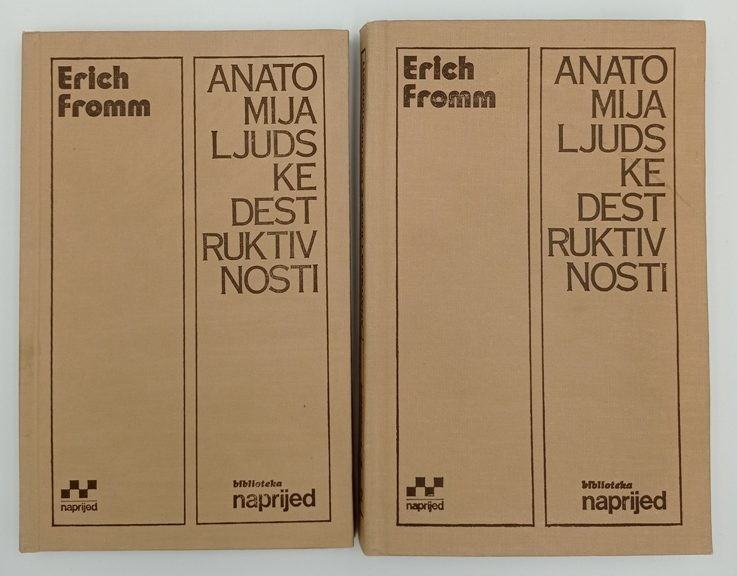 Erich
Fromm
ANATO
MIJA
LJUDS
KE
DEST
RUKTIV
NOSTI
naprijed
biblioteka
naprijed
Erich
Fromm
ANATO
MIJA
LJUDS
KE
DEST
RUKTIV
NOSTI
naprijed
biblioteka
naprijed